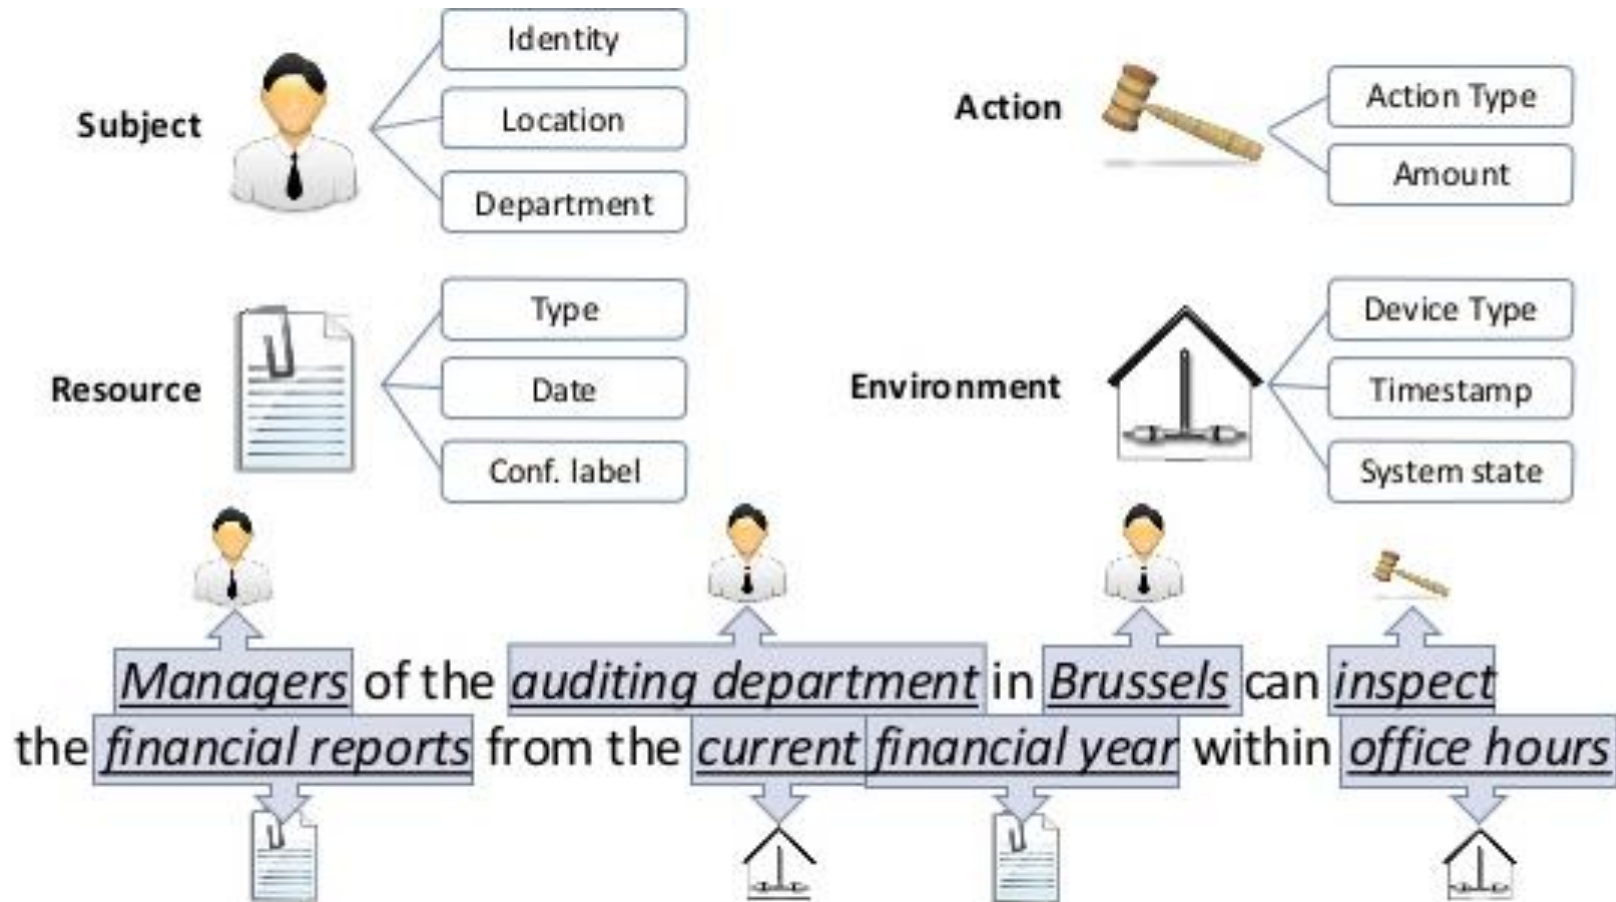 Subject
Identity
Location
Department
Action
Action Type
Amount
Resource
Type
Date
Conf. label
Environment
Device Type
Timestamp
System state
Managers of the auditing department in Brussels can inspect
the financial reports from the current financial year within office hours